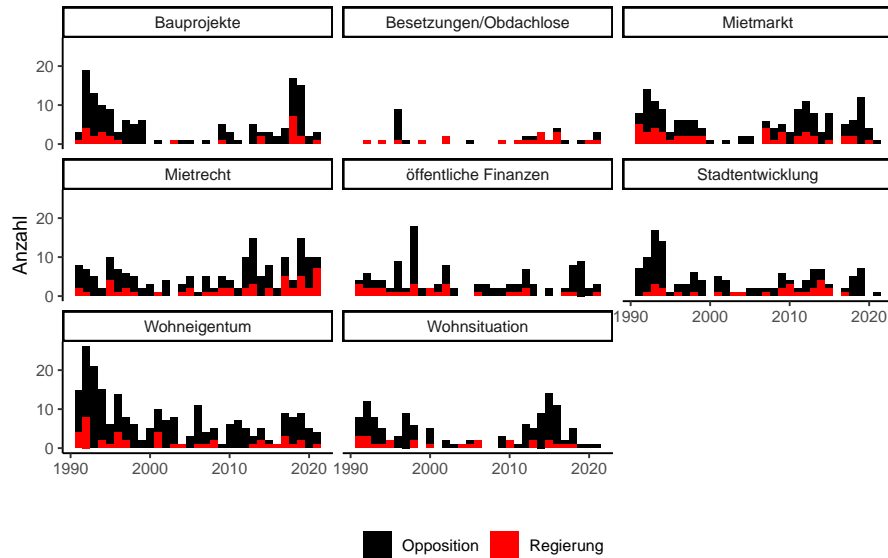 Bauprojekte Besetzungen/Obdachlose Mietmarkt
20
10
0
Mietrecht öffentliche Finanzen Stadtentwicklung
Anzahl
20
10
0
1990 2000 2010 2020
Wohneigentum Wohnsituation
20
10
0
1990 2000 2010 2020 1990 2000 2010 2020
Opposition Regierung